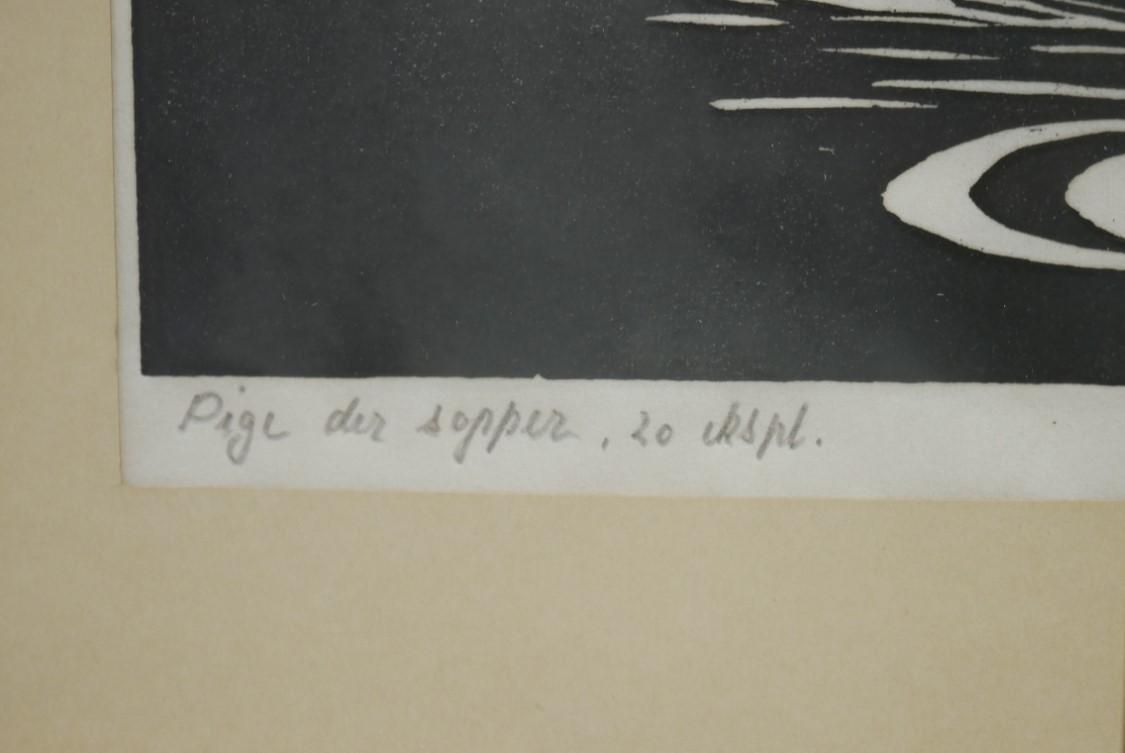 Pige der sopper, 20 ekspl.